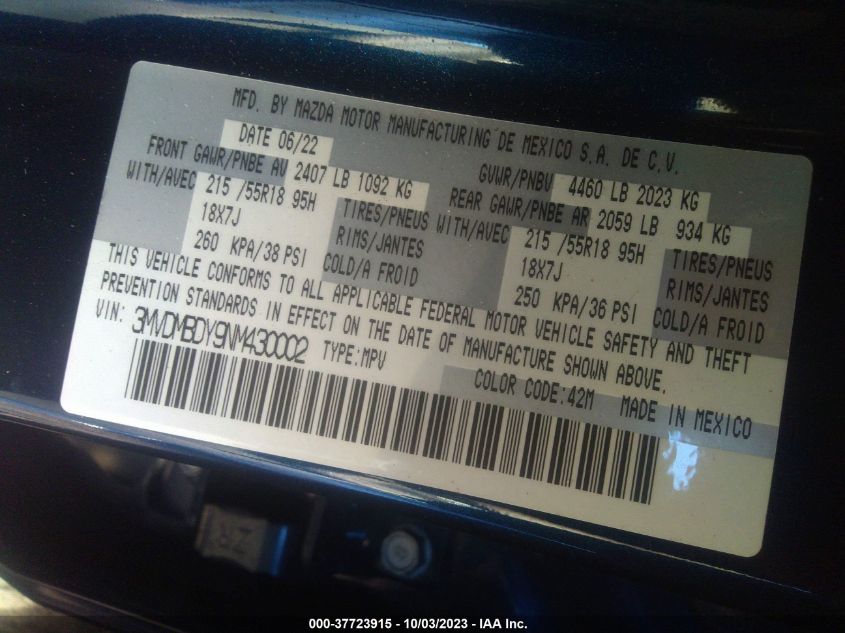 MFD. BY MAZDA MOTOR MANUFACTURING DE MEXICO S.A. DE C.V.
DATE 06/22
GVWR/PNBV 4460 LB 2023 KG
FRONT GAWR/PNBE AV 2407 LB 1092 KG
REAR GAWR/PNBE AR 2059 LB 934 KG
WITH/AVEC 215 /55R18 95H TIRES/PNEUS
WITH/AVEC 215 /55R18 95H TIRES/PNEUS
18X7J RIMS/JANTES
18X7J RIMS/JANTES
260 KPA/38 PSI COLD/A FROID
250 KPA/36 PSI COLD/A FROID
THIS VEHICLE CONFORMS TO ALL APPLICABLE FEDERAL MOTOR VEHICLE SAFETY AND THEFT
PREVENTION STANDARDS IN EFFECT ON THE DATE OF MANUFACTURE SHOWN ABOVE.
VIN: 3MVDMBDY9NM430002 TYPE:MPV
COLOR CODE:42M MADE IN MEXICO
000-37723915 - 10/03/2023 - IAA Inc.